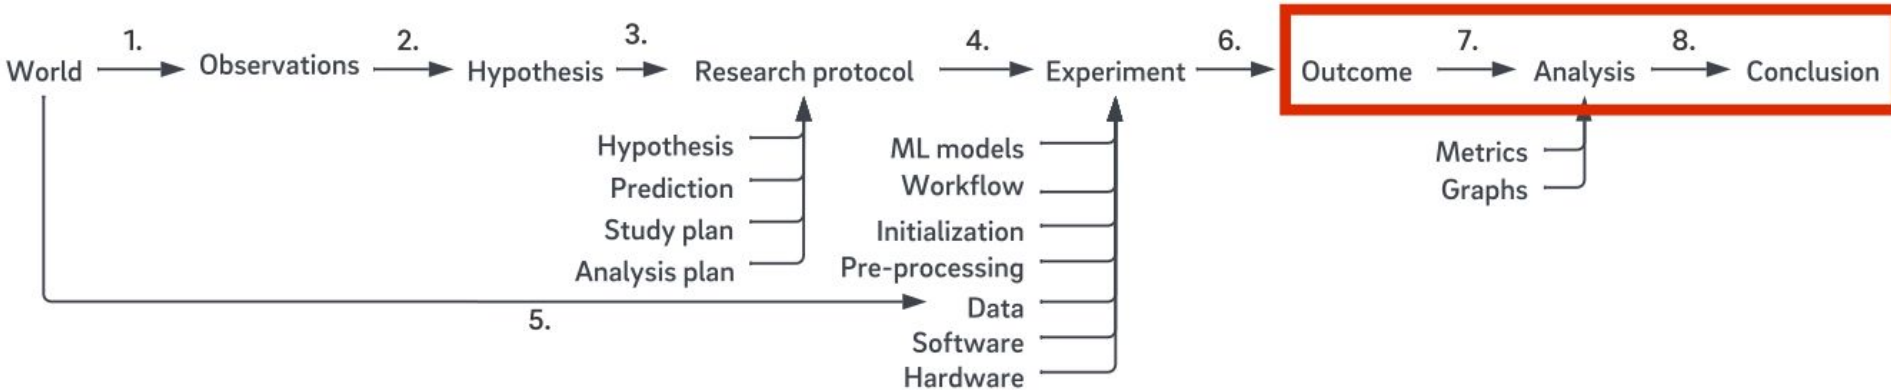 1. 2. 3. 4. 6. 7. 8.
World Observations Hypothesis Research protocol Experiment Outcome Analysis Conclusion
Hypothesis
Prediction
Study plan
Analysis plan
5.
ML models
Workflow
Initialization
Pre-processing
Data
Software
Hardware
Metrics
Graphs